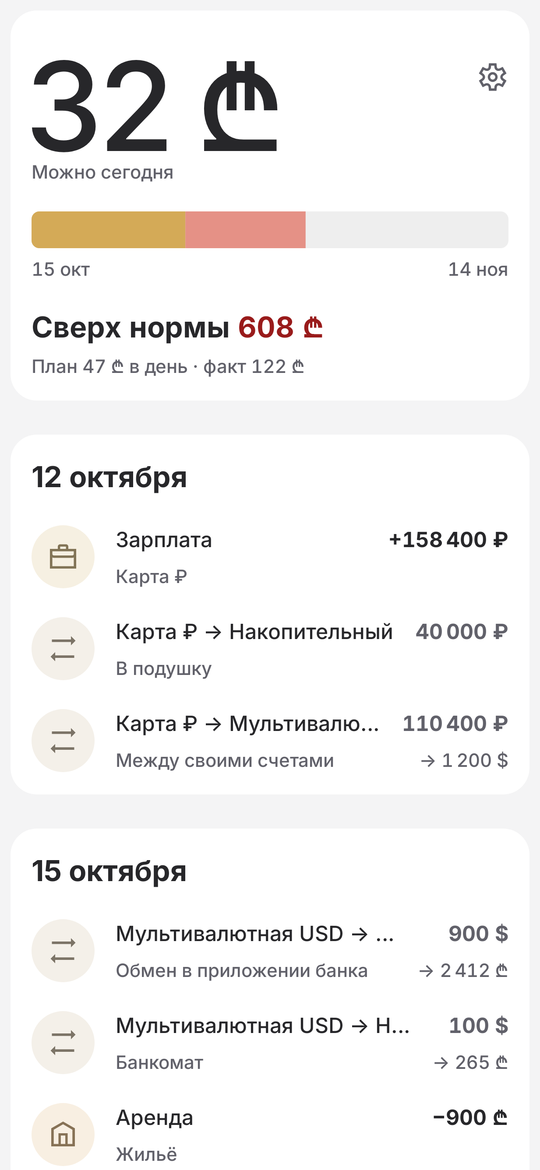 32 ₾
Можно сегодня
15 окт
14 ноя
Сверх нормы 608 ₾
План 47 ₾ в день · факт 122 ₾
12 октября
Зарплата
+158 400 ₽
Карта ₽
Карта ₽ → Накопительный
40 000 ₽
В подушку
Карта ₽ → Мультивалю...
110 400 ₽
Между своими счетами
→ 1 200 $
15 октября
Мультивалютная USD → ...
900 $
Обмен в приложении банка
→ 2 412 ₾
Мультивалютная USD → Н...
100 $
Банкомат
→ 265 ₾
Аренда
−900 ₾
Жильё